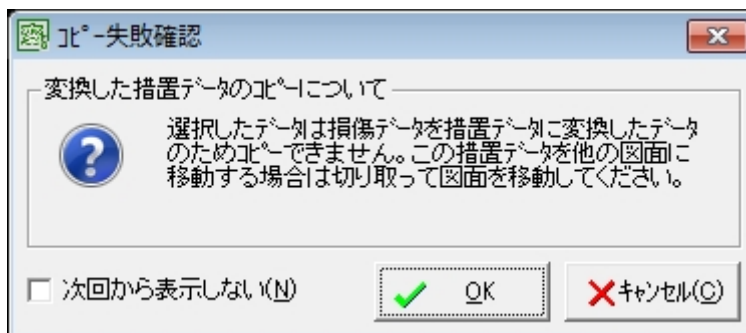 ｺﾋﾟｰ失敗確認
変換した措置ﾃﾞｰﾀのｺﾋﾟｰについて
選択したﾃﾞｰﾀは損傷ﾃﾞｰﾀを措置ﾃﾞｰﾀに変換したﾃﾞｰﾀ
のためｺﾋﾟｰできません。この措置ﾃﾞｰﾀを他の図面に
移動する場合は切り取って図面を移動してください。
次回から表示しない(N)
OK
ｷｬﾝｾﾙ(C)